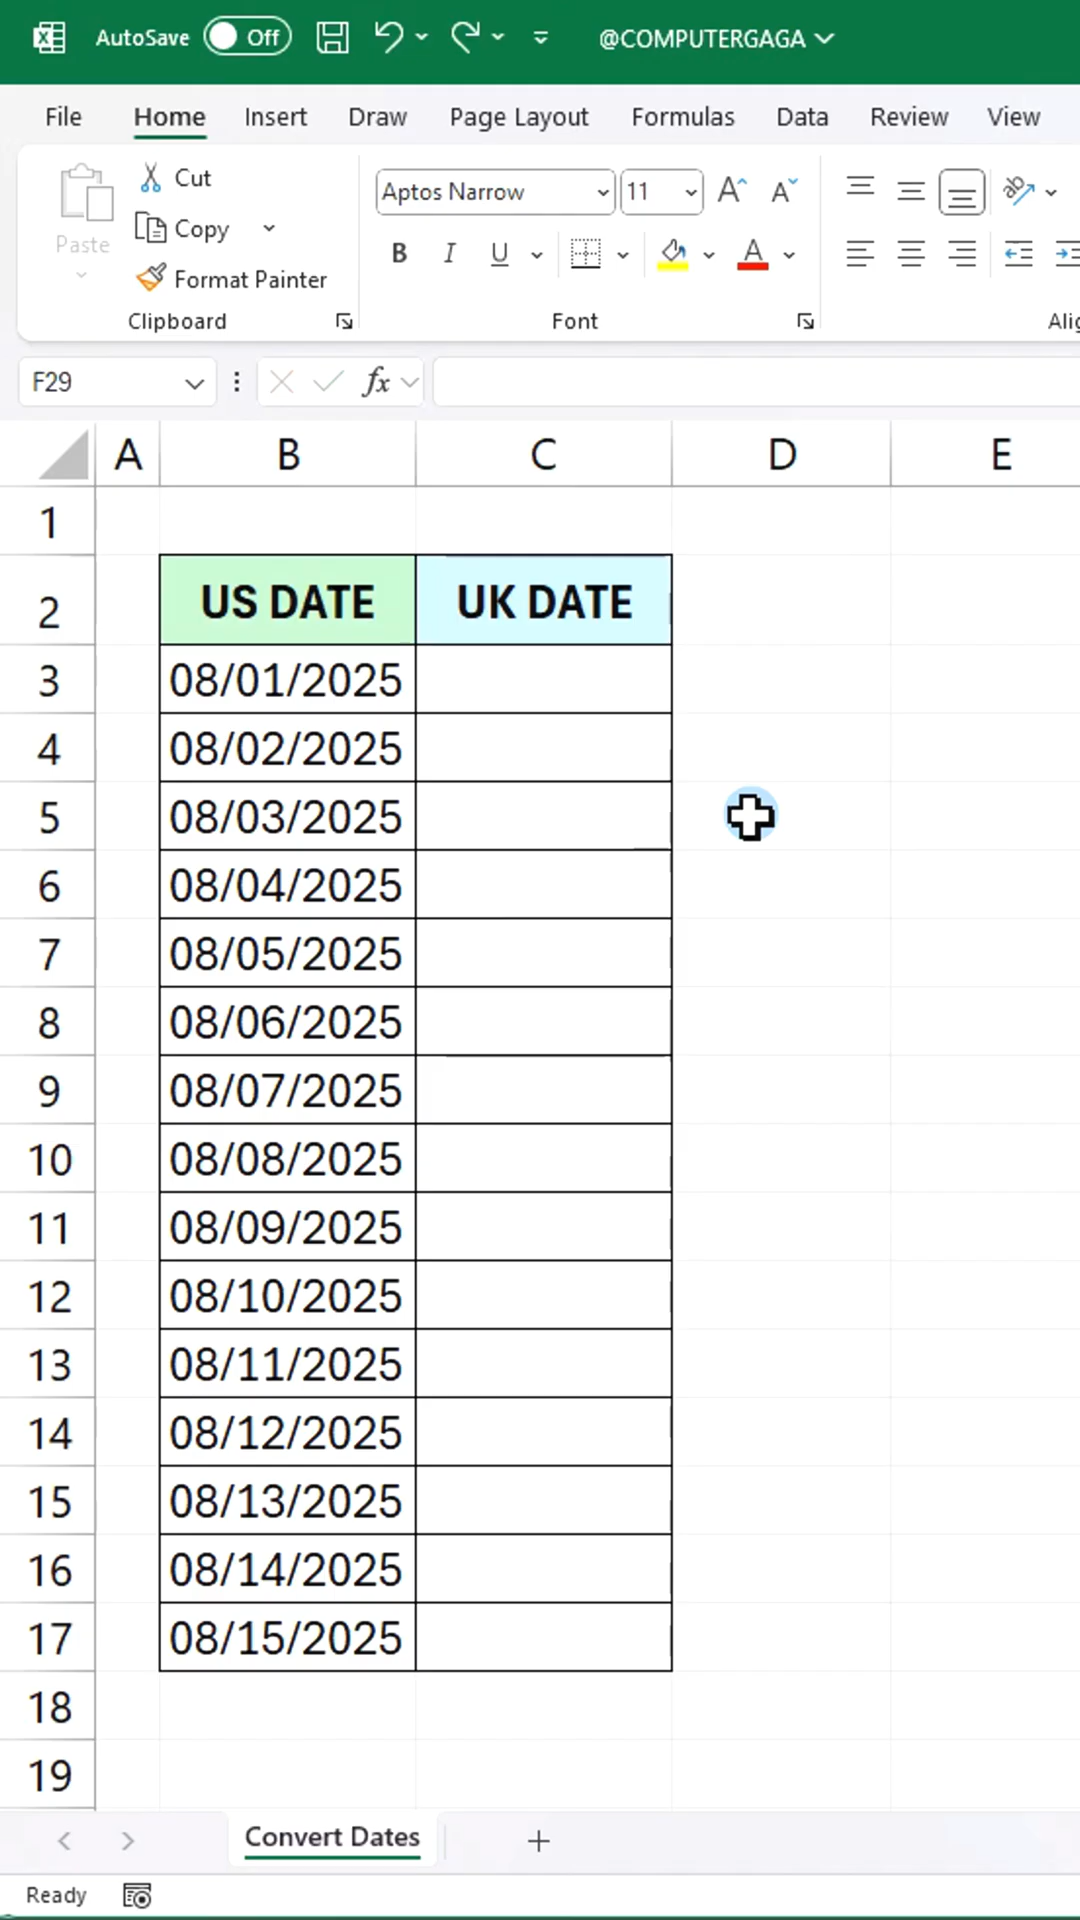 AutoSave Off @COMPUTERGAGA
File Home Insert Draw Page Layout Formulas Data Review View
Paste
Cut
Copy
Format Painter
Clipboard
Aptos Narrow 11 A A
B I U A
Font
ab
Alig
F29 fx
A B C D E
1
2 US DATE UK DATE
3 08/01/2025
4 08/02/2025
5 08/03/2025
6 08/04/2025
7 08/05/2025
8 08/06/2025
9 08/07/2025
10 08/08/2025
11 08/09/2025
12 08/10/2025
13 08/11/2025
14 08/12/2025
15 08/13/2025
16 08/14/2025
17 08/15/2025
18
19
Convert Dates
Ready